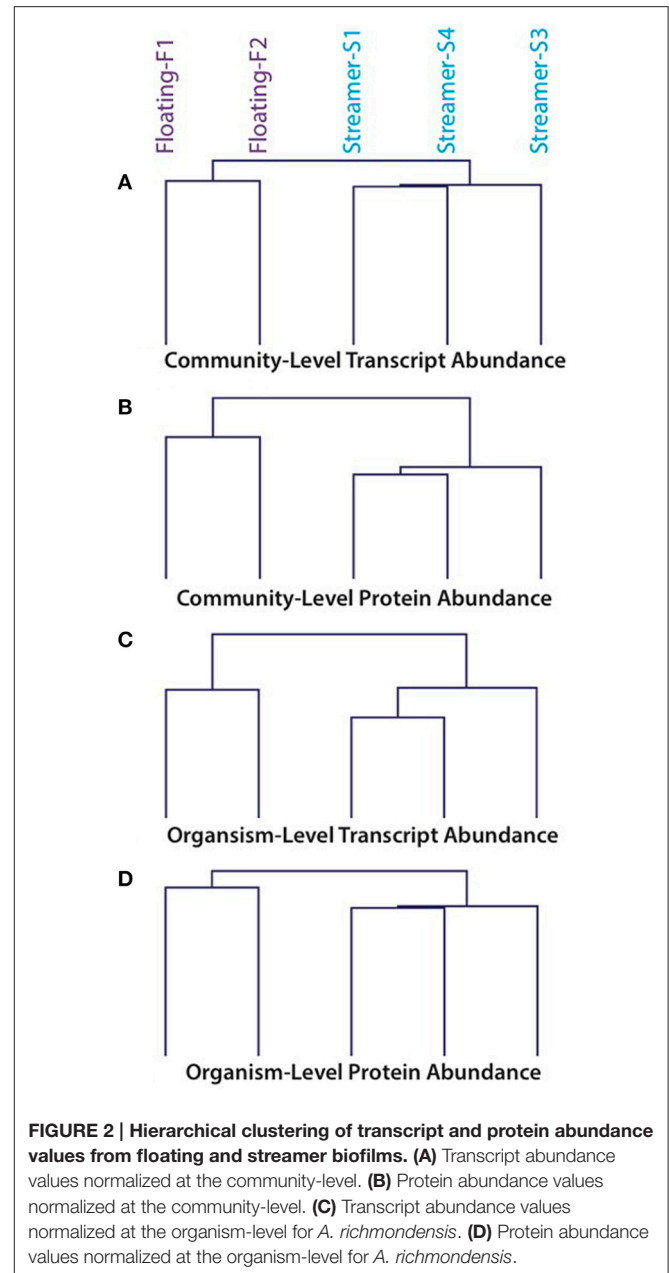 Floating-F1
Floating-F2
Streamer-S1
Streamer-S4
Streamer-S3
A
Community-Level Transcript Abundance
B
Community-Level Protein Abundance
C
Organsism-Level Transcript Abundance
D
Organism-Level Protein Abundance
FIGURE 2 | Hierarchical clustering of transcript and protein abundance
values from floating and streamer biofilms. (A) Transcript abundance
values normalized at the community-level. (B) Protein abundance values
normalized at the community-level. (C) Transcript abundance values
normalized at the organism-level for A. richmondensis. (D) Protein abundance
values normalized at the organism-level for A. richmondensis.